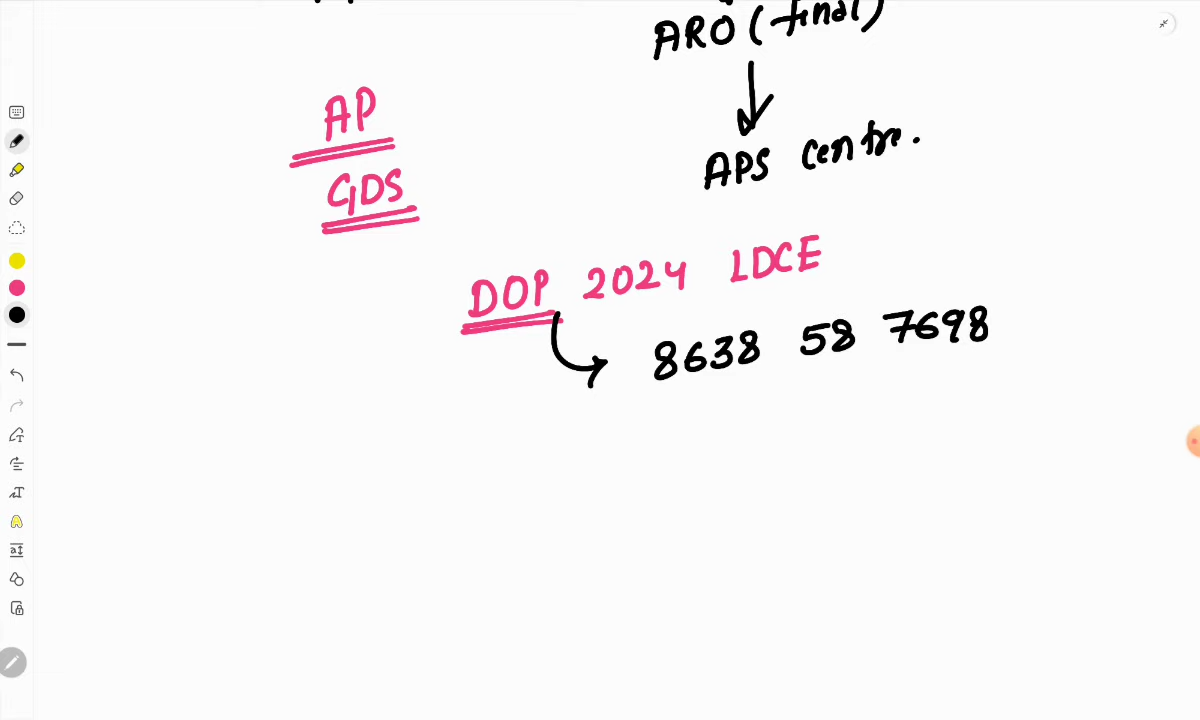 ARO (final)
APS centre.
AP
GDS
DOP 2024 LDCE
8638 58 7698